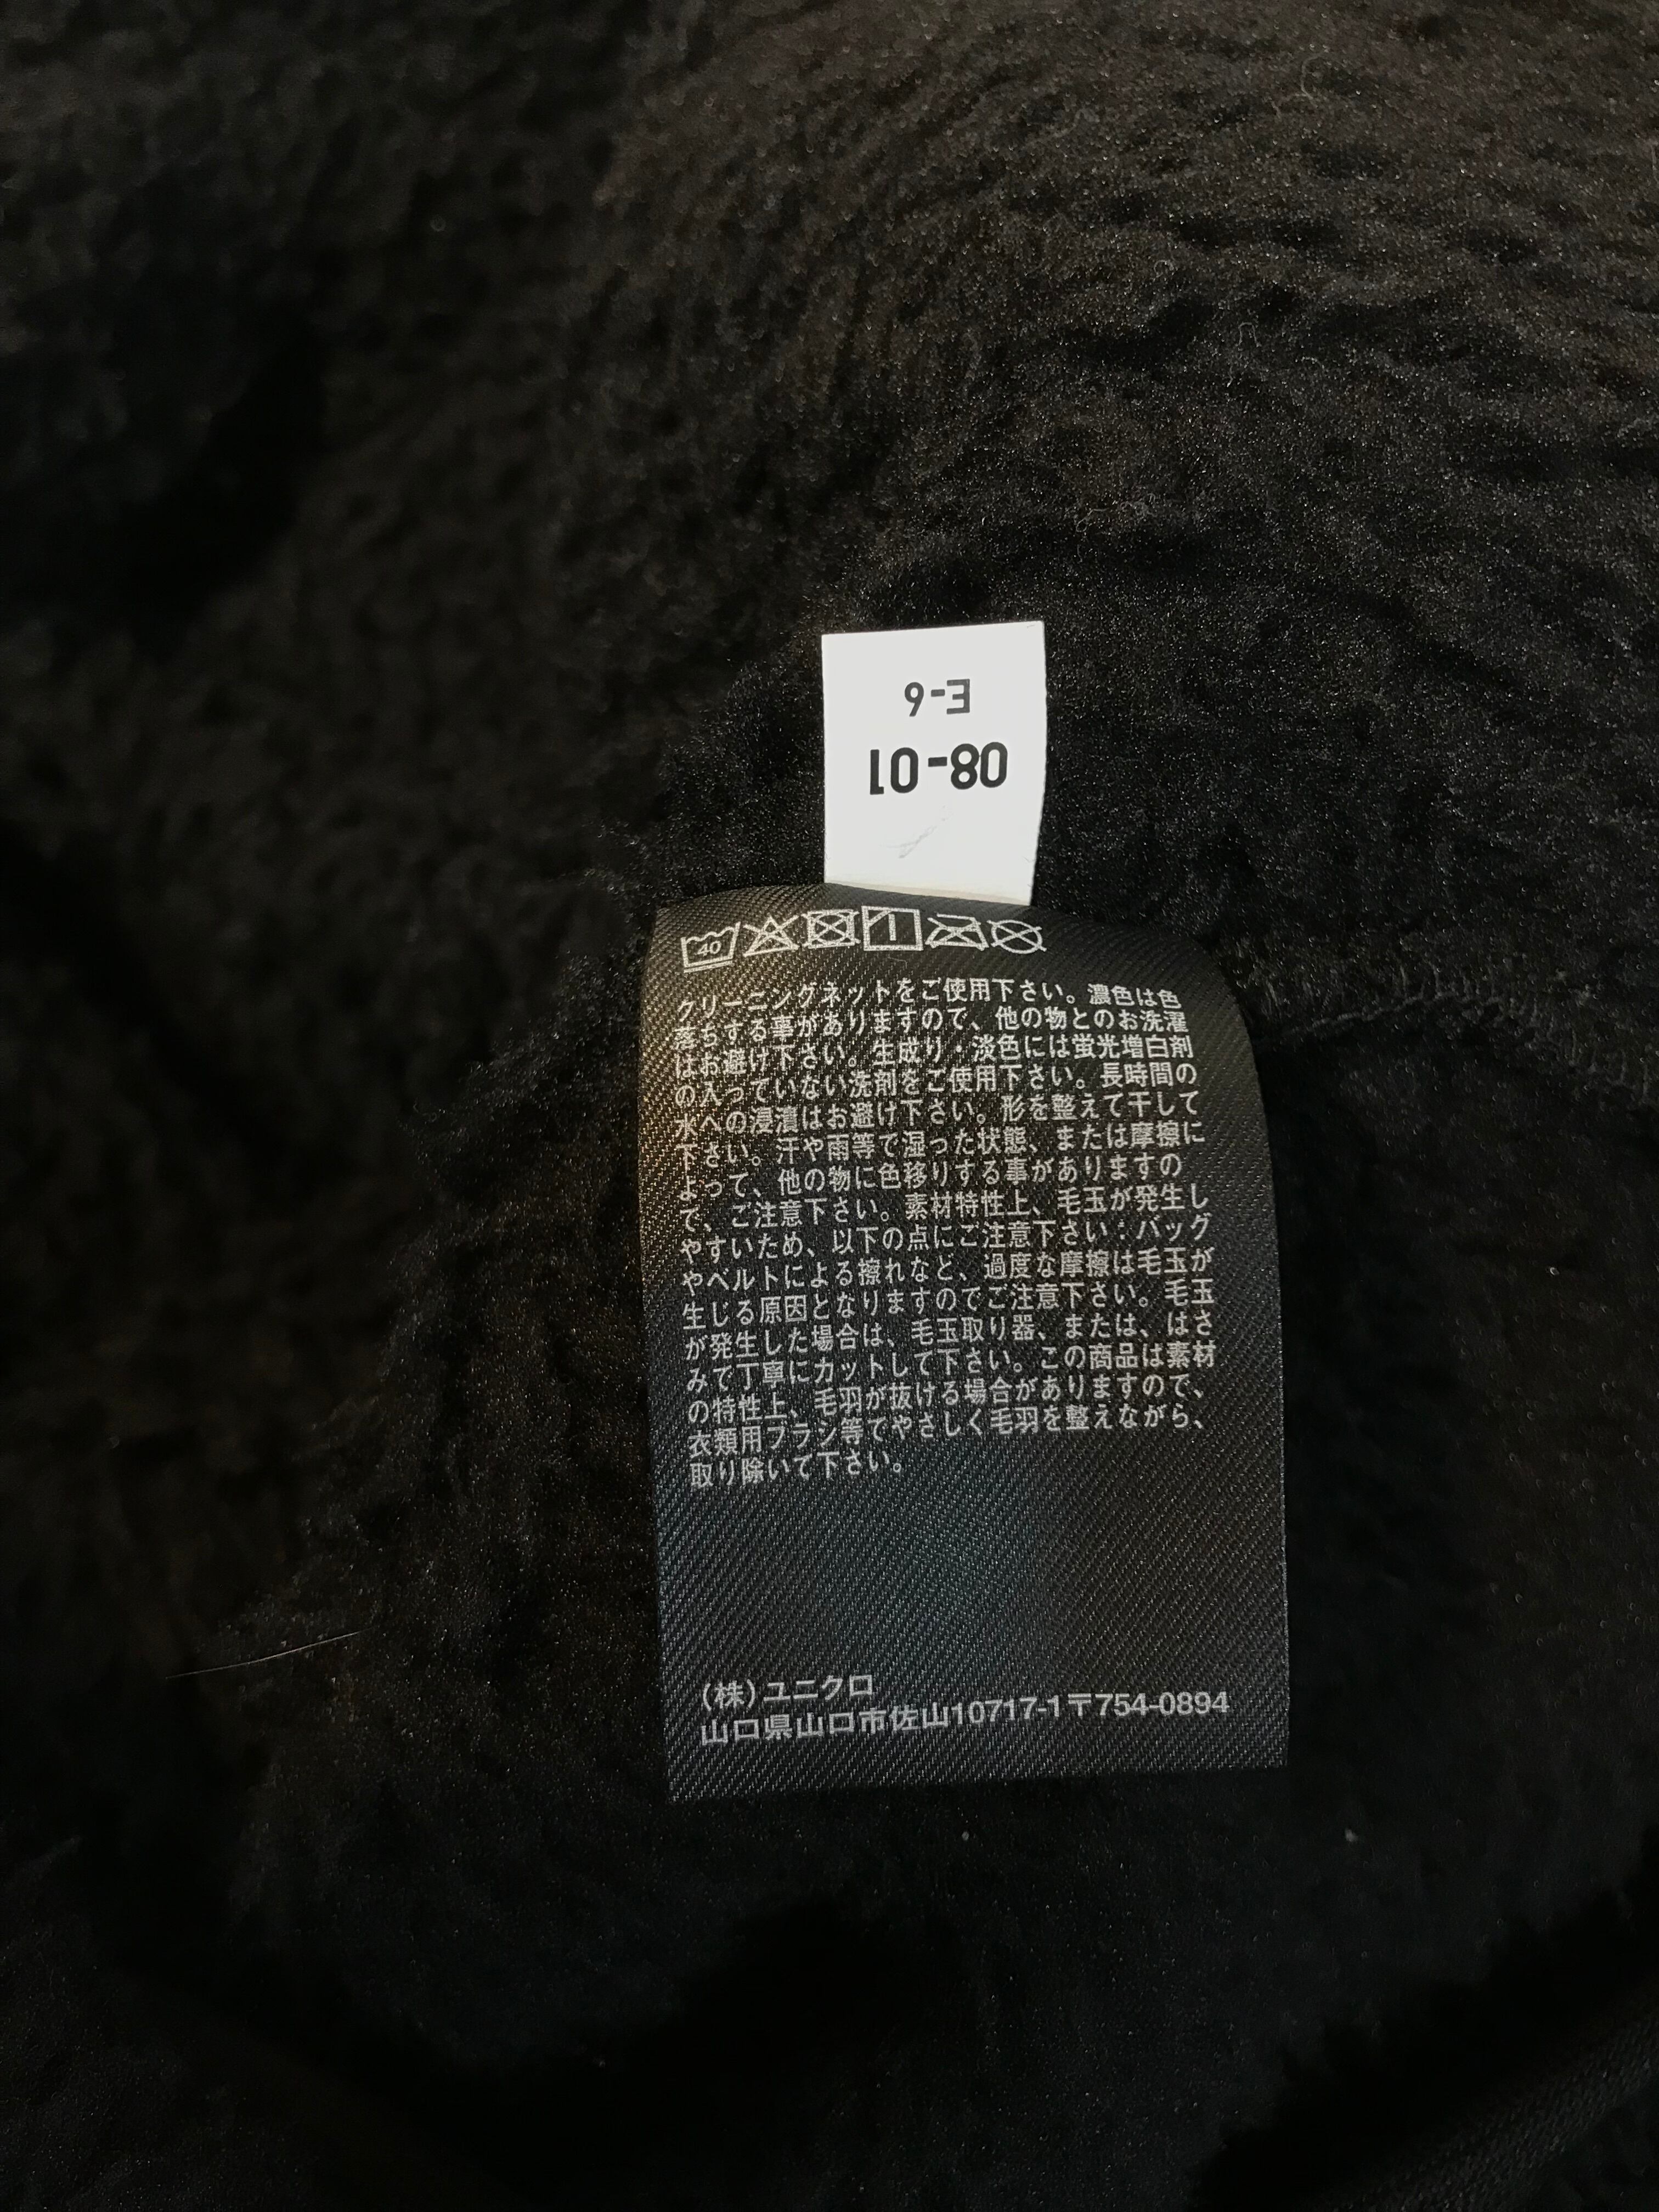 E-6
08-01
40
クリーニングネットをご使用下さい。濃色は色
落ちする事がありますので、他の物とのお洗濯
はお避け下さい。生成り・淡色には蛍光増白剤
の入っていない洗剤をご使用下さい。長時間の
水への浸漬はお避け下さい。形を整えて干して
下さい。汗や雨等で湿った状態、または摩擦に
よって、他の物に色移りする事がありますの
で、ご注意下さい。素材特性上、毛玉が発生し
やすいため、以下の点にご注意下さい：バッグ
やベルトによる擦れなど、過度な摩擦は毛玉が
生じる原因となりますのでご注意下さい。毛玉
が発生した場合は、毛玉取り器、または、はさ
みで丁寧にカットして下さい。この商品は素材
の特性上、毛羽が抜ける場合がありますので、
衣類用ブラシ等でやさしく毛羽を整えながら、
取り除いて下さい。
(株)ユニクロ
山口県山口市佐山10717-1〒754-0894